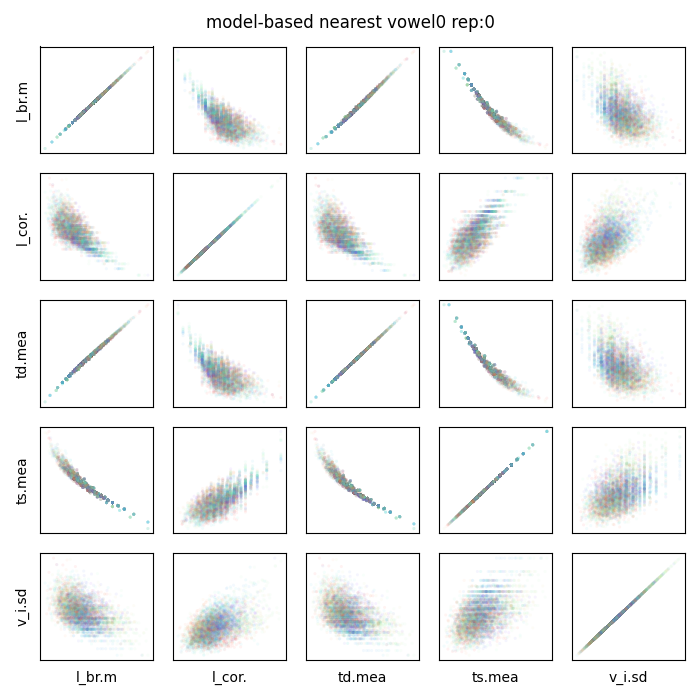 model-based nearest vowel0 rep:0
l_br.m
l_cor.
td.mea
ts.mea
v_i.sd
l_br.m l_cor. td.mea ts.mea v_i.sd